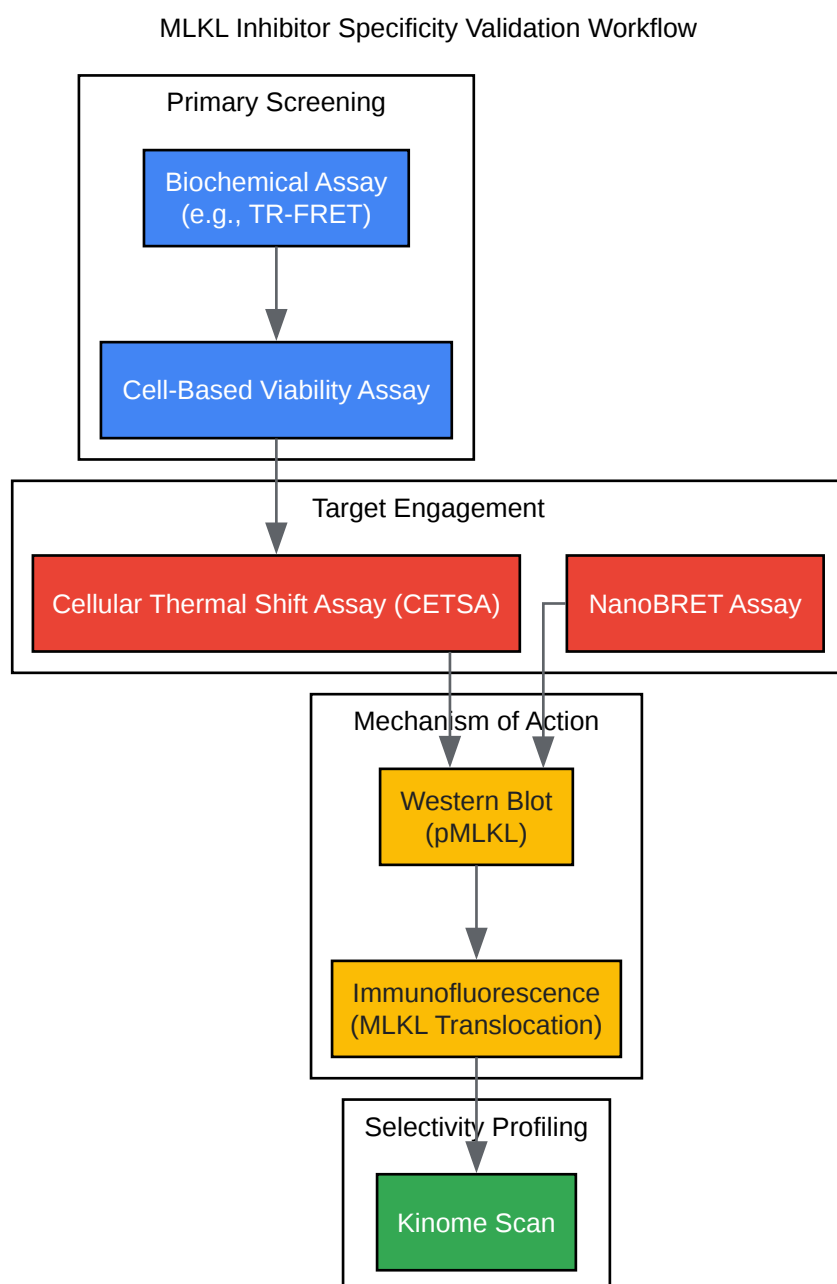 MLKL Inhibitor Specificity Validation Workflow
Primary Screening
Biochemical Assay
(e.g., TR-FRET)
Cell-Based Viability Assay
Target Engagement
Cellular Thermal Shift Assay (CETSA)
NanoBRET Assay
Mechanism of Action
Western Blot
(pMLKL)
Immunofluorescence
(MLKL Translocation)
Selectivity Profiling
Kinome Scan